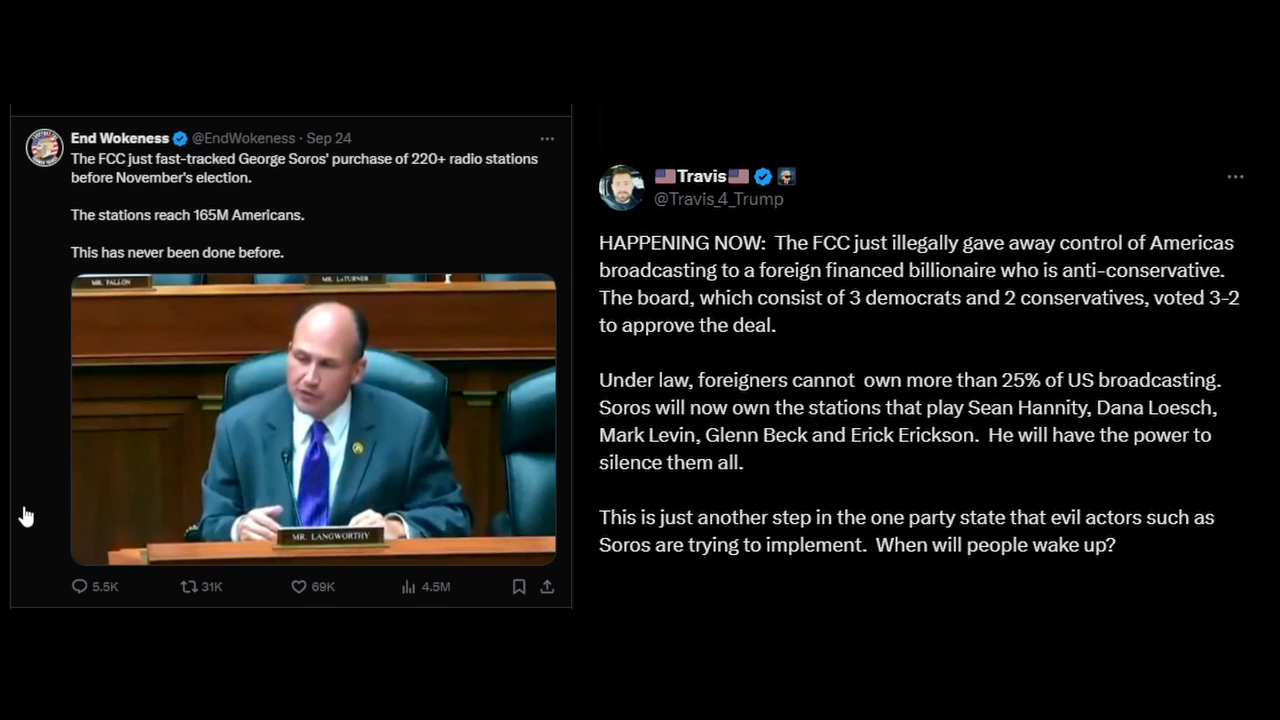 End Wokeness @EndWokeness · Sep 24
The FCC just fast-tracked George Soros' purchase of 220+ radio stations
before November's election.
The stations reach 165M Americans.
This has never been done before.
MR. FALLON
MR. LATURNER
MR. LANGWORTHY
5.5K 31K 69K 4.5M
Travis
@Travis_4_Trump
HAPPENING NOW: The FCC just illegally gave away control of Americas
broadcasting to a foreign financed billionaire who is anti-conservative.
The board, which consist of 3 democrats and 2 conservatives, voted 3-2
to approve the deal.
Under law, foreigners cannot own more than 25% of US broadcasting.
Soros will now own the stations that play Sean Hannity, Dana Loesch,
Mark Levin, Glenn Beck and Erick Erickson. He will have the power to
silence them all.
This is just another step in the one party state that evil actors such as
Soros are trying to implement. When will people wake up?